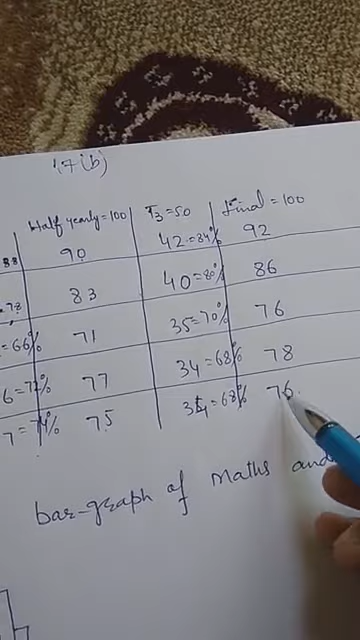 17(b)
Half yearly=100 T3=50 final = 100
88 90 42=84% 92
.78 83 40=80% 86
=66% 71 35=70% 76
6=72% 77 34=68% 78
7=74% 75 34=68% 76
bar-graph of Maths and